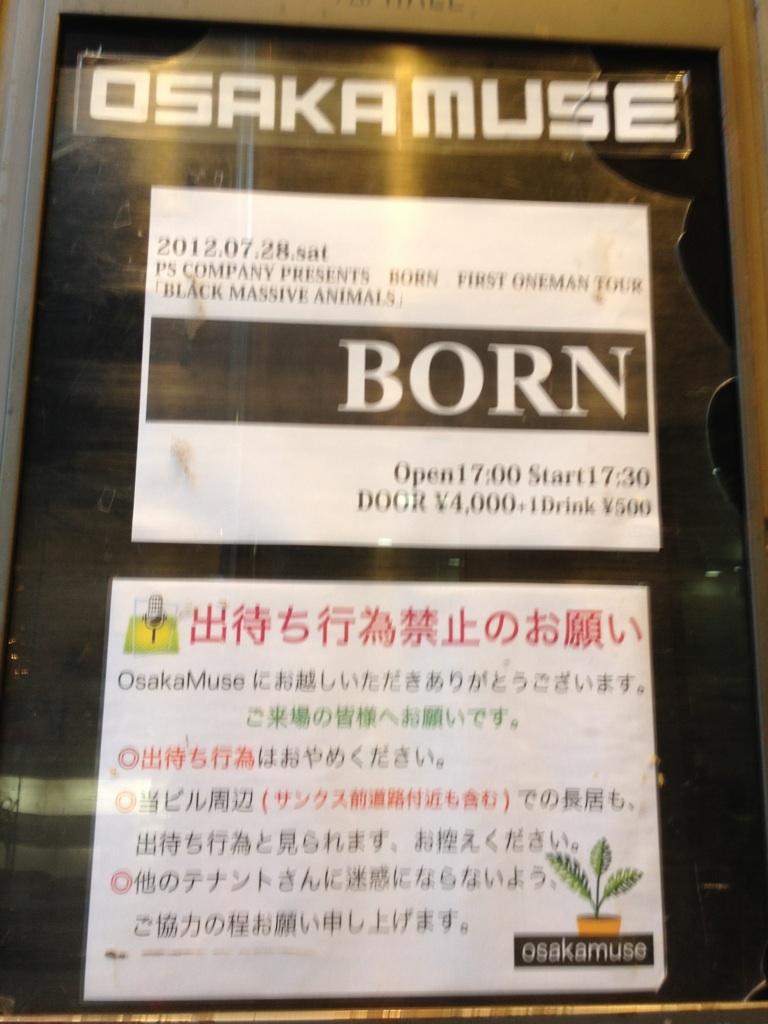 OSAKA MUSE
2012.07.28.sat
PS COMPANY PRESENTS BORN FIRST ONEMAN TOUR
「BLACK MASSIVE ANIMALS」
BORN
Open17:00 Start17:30
DOOR ¥4,000+1Drink ¥500
出待ち行為禁止のお願い
OsakaMuse にお越しいただきありがとうございます。
ご来場の皆様へお願いです。
◎出待ち行為はおやめください。
◎当ビル周辺(サンクス前道路付近も含む)での長居も、
出待ち行為と見られます、お控えください。
◎他のテナントさんに迷惑にならないよう、
ご協力の程お願い申し上げます。
osakamuse